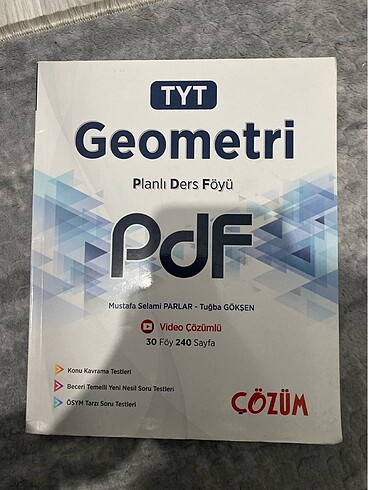 TYT
Geometri
Planlı Ders Föyü
PdF
Mustafa Selami PARLAR - Tuğba GÖKŞEN
Video Çözümlü
30 Föy 240 Sayfa
Konu Kavrama Testleri
Beceri Temelli Yeni Nesil Soru Testleri
ÖSYM Tarzı Soru Testleri
ÇÖZÜM